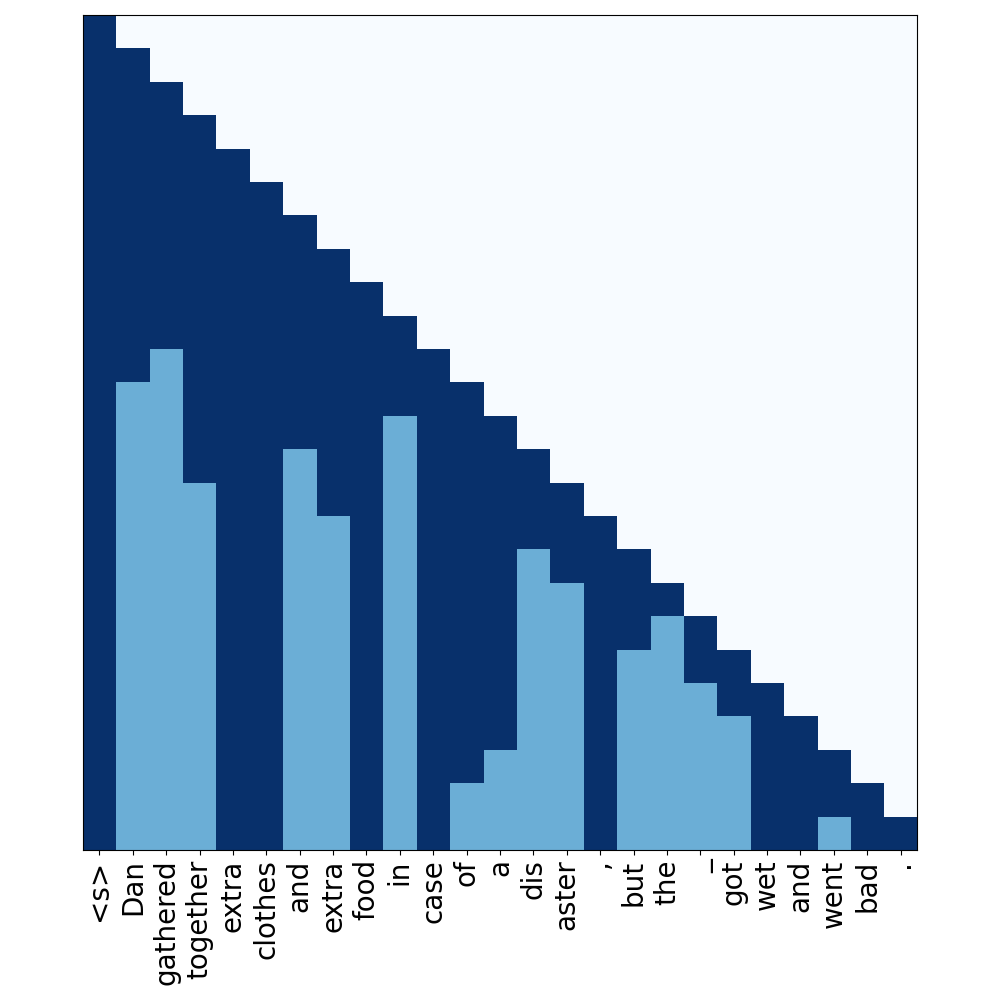 <s> Dan gathered together extra clothes and extra food in case of a dis aster , but the _ got wet and went bad .